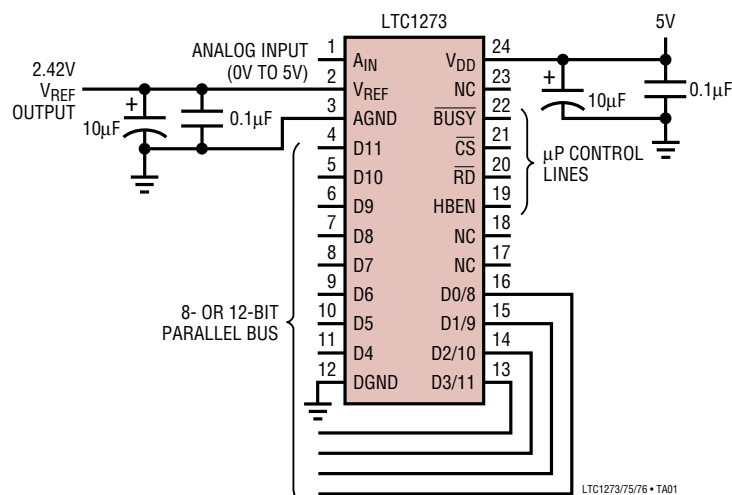 LTC1273
ANALOG INPUT
(0V TO 5V)
2.42V
V_REF
OUTPUT
10µF
+
0.1µF
1
2
3
4
5
6
7
8
9
10
11
12
A_IN
V_REF
AGND
D11
D10
D9
D8
D7
D6
D5
D4
DGND
V_DD
NC
BUSY
CS
RD
HBEN
NC
NC
D0/8
D1/9
D2/10
D3/11
24
23
22
21
20
19
18
17
16
15
14
13
5V
+
10µF
0.1µF
µP CONTROL
LINES
8- OR 12-BIT
PARALLEL BUS
LTC1273/75/76 • TA01